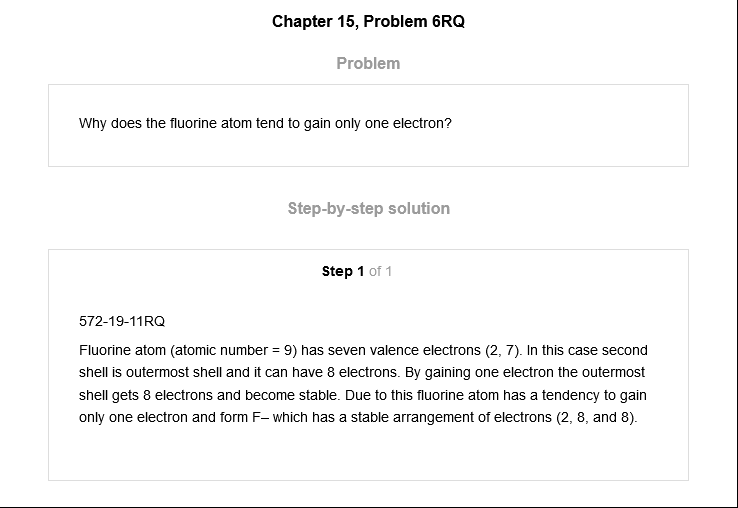 Chapter 15, Problem 6RQ
Problem
Why does the fluorine atom tend to gain only one electron?
Step-by-step solution
Step 1 of 1
572-19-11RQ
Fluorine atom (atomic number = 9) has seven valence electrons (2, 7). In this case second
shell is outermost shell and it can have 8 electrons. By gaining one electron the outermost
shell gets 8 electrons and become stable. Due to this fluorine atom has a tendency to gain
only one electron and form F– which has a stable arrangement of electrons (2, 8, and 8).